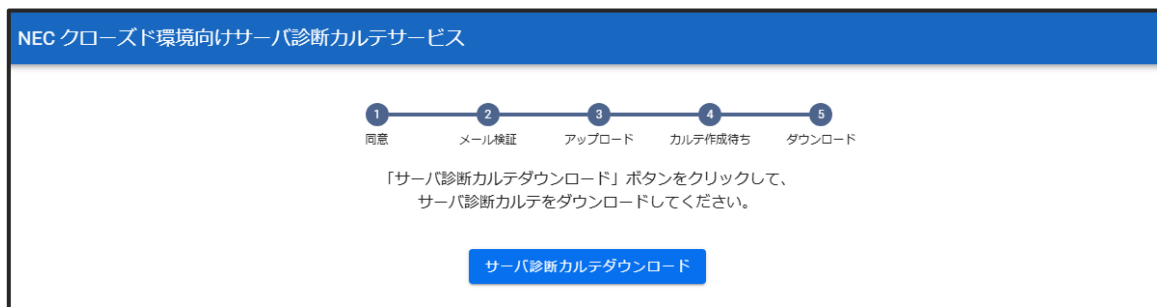 NEC クローズド環境向けサーバ診断カルテサービス
1 2 3 4 5
同意 メール検証 アップロード カルテ作成待ち ダウンロード
「サーバ診断カルテダウンロード」ボタンをクリックして、
サーバ診断カルテをダウンロードしてください。
サーバ診断カルテダウンロード